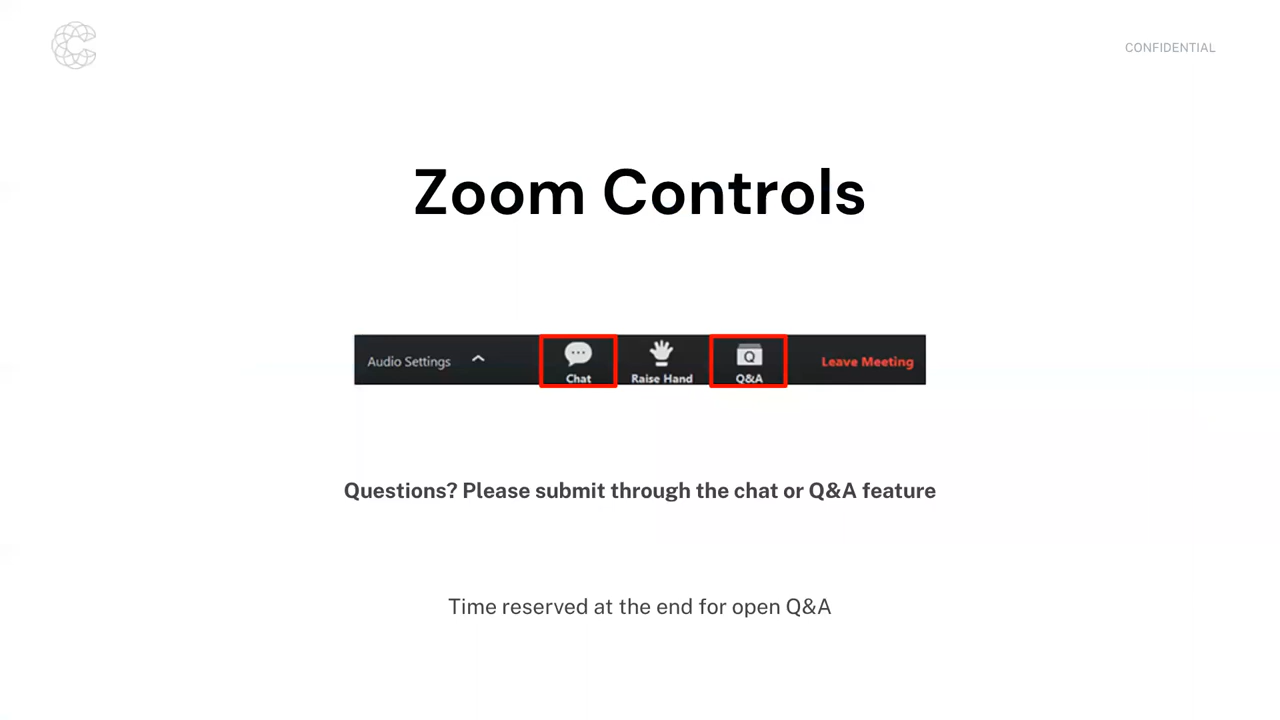 CONFIDENTIAL
Zoom Controls
Audio Settings
Chat
Raise Hand
Q
Q&A
Leave Meeting
Questions? Please submit through the chat or Q&A feature
Time reserved at the end for open Q&A